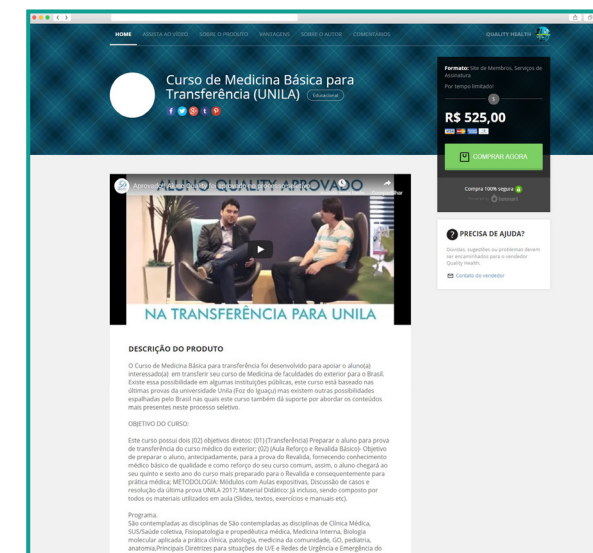 HOME ASSISTA AO VÍDEO SOBRE O PRODUTO VANTAGENS SOBRE O AUTOR COMENTÁRIOS QUALITY HEALTH
Curso de Medicina Básica para
Transferência (UNILA) Educacional
Formato: Site de Membros, Serviços de
Assinatura
Por tempo limitado!
R$ 525,00
COMPRAR AGORA
Compra 100% segura
hotmart
PRECISA DE AJUDA?
Dúvidas, sugestões ou problemas devem
ser encaminhados para o vendedor
Quality Health.
Contato do vendedor
ALUNO QUALITY APROVADO
NA TRANSFERÊNCIA PARA UNILA
DESCRIÇÃO DO PRODUTO
O Curso de Medicina Básica para transferência foi desenvolvido para apoiar o aluno(a)
interessado(a) em transferir seu curso de Medicina de faculdades do exterior para o Brasil.
Existe essa possibilidade em algumas instituições públicas, este curso está baseado nas
últimas provas da universidade Unila (Foz do Iguaçu) mas existem outras possibilidades
espalhadas pelo Brasil nas quais este curso também dá suporte por abordar os conteúdos
mais presentes neste processo seletivo.
OBJETIVO DO CURSO:
Este curso possui dois (02) objetivos diretos: (01) (Transferência) Preparar o aluno para prova
de transferência do curso médico do exterior; (02) (Aula Reforço e Revalida Básico)- Objetivo
de preparar o aluno, antecipadamente, para a prova do Revalida, fornecendo conhecimento
médico básico de qualidade e como reforço do seu curso comum, assim, o aluno chegará ao
seu quinto e sexto ano do curso mais preparado para o Revalida e consequentemente para
prática médica; METODOLOGIA: Módulos com Aulas expositivas, Discussão de casos e
resolução da última prova UNILA 2017; Material Didático: já incluso, sendo composto por
todos os materiais utilizados em aula (Slides, textos, exercícios e manuais etc).
Programa.
São contempladas as disciplinas de São contempladas as disciplinas de Clínica Médica,
SUS/Saúde coletiva, Fisiopatologia e propedêutica médica, Medicina Interna, Biologia
molecular aplicada a prática clínica, patologia, medicina da comunidade, GO, pediatria,
anatomia,Principais Diretrizes para situações de U/E e Redes de Urgência e Emergência do